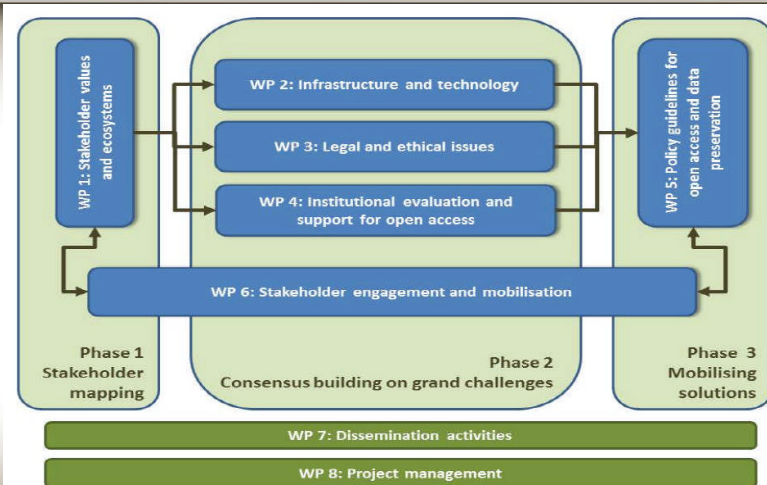 WP 1: Stakeholder values
and ecosystems
WP 2: Infrastructure and technology
WP 3: Legal and ethical issues
WP 4: Institutional evaluation and
support for open access
WP 5: Policy guidelines for
open access and data
preservation
WP 6: Stakeholder engagement and mobilisation
Phase 1
Stakeholder
mapping
Phase 2
Consensus building on grand challenges
Phase 3
Mobilising
solutions
WP 7: Dissemination activities
WP 8: Project management